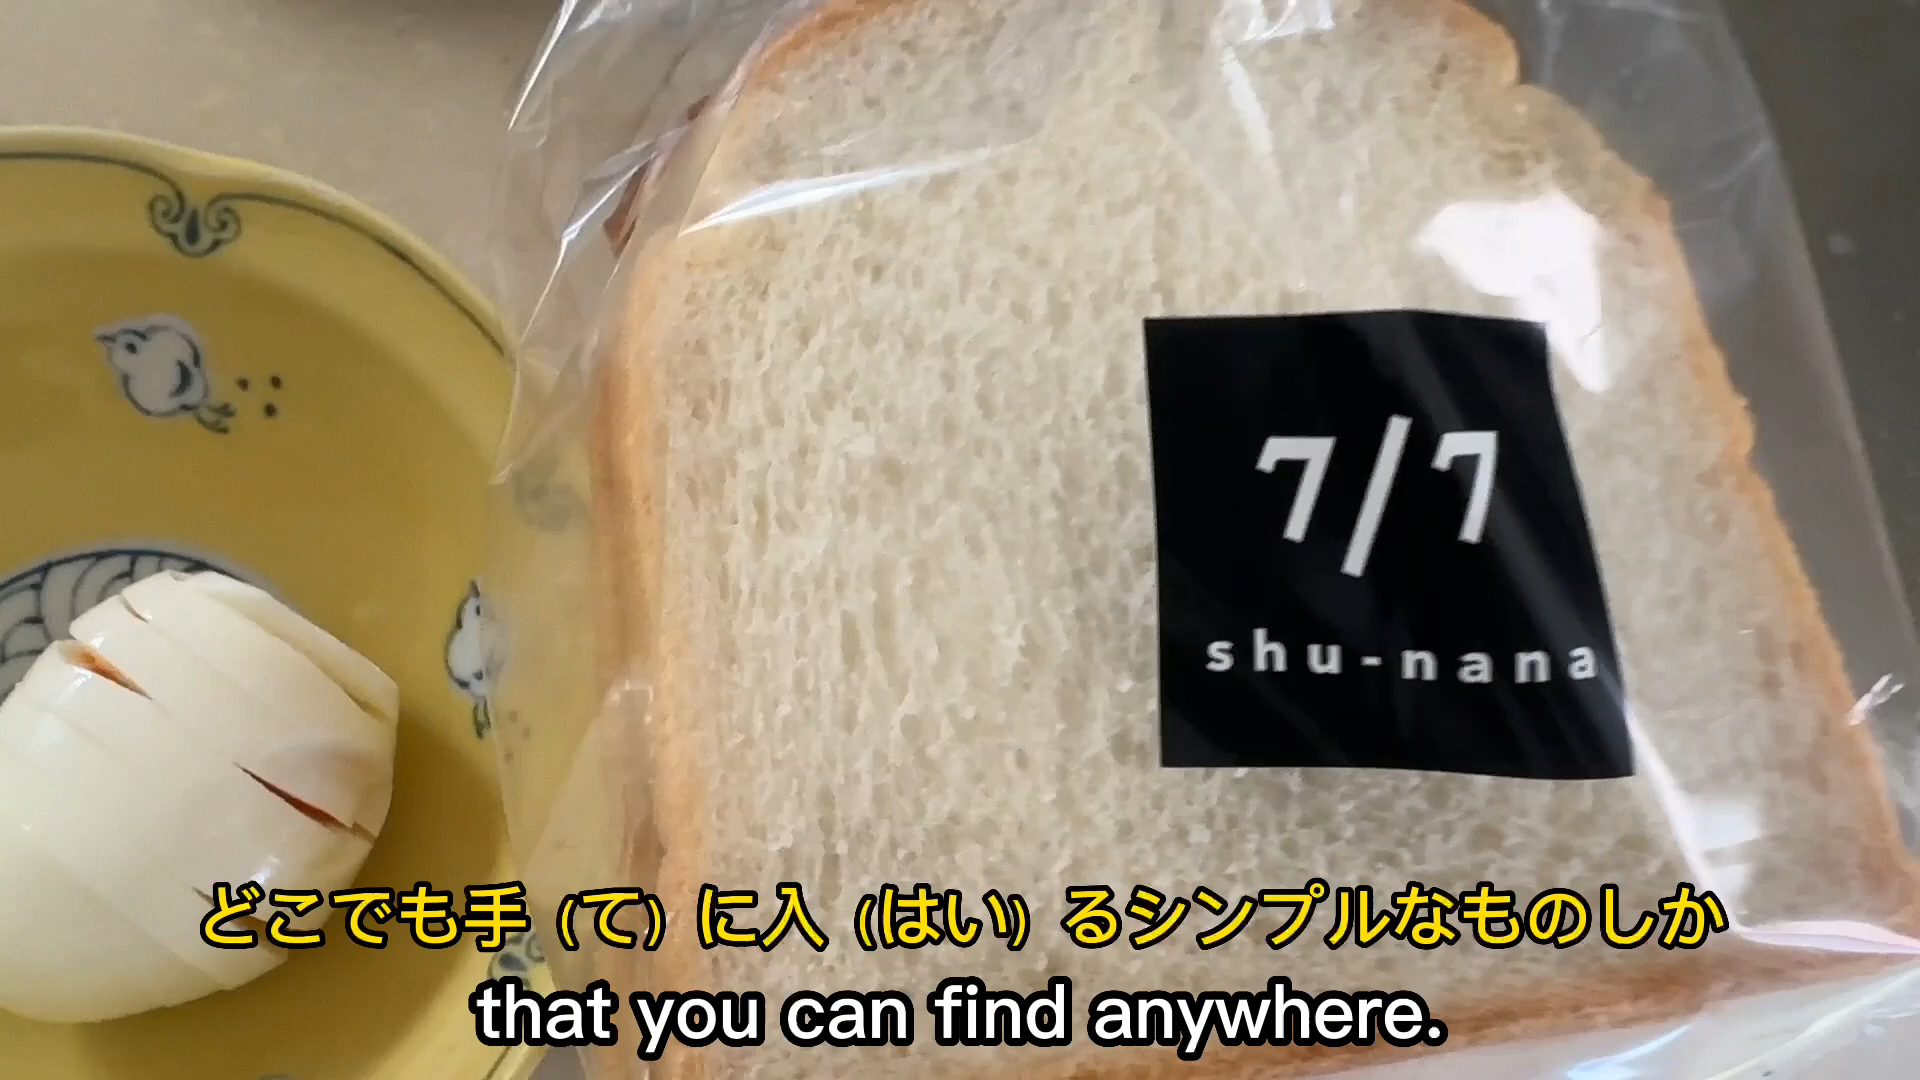 7/7
shu-nana
どこでも手(て)に入(はい)るシンプルなものしか
that you can find anywhere.